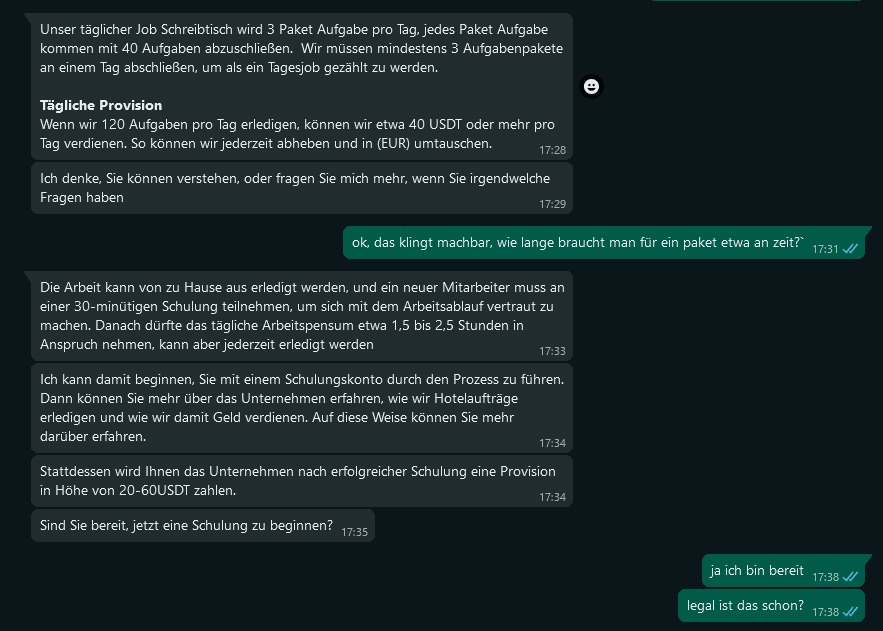 Unser täglicher Job Schreibtisch wird 3 Paket Aufgabe pro Tag, jedes Paket Aufgabe
kommen mit 40 Aufgaben abzuschließen.  Wir müssen mindestens 3 Aufgabenpakete
an einem Tag abschließen, um als ein Tagesjob gezählt zu werden.
Tägliche Provision
Wenn wir 120 Aufgaben pro Tag erledigen, können wir etwa 40 USDT oder mehr pro
Tag verdienen. So können wir jederzeit abheben und in (EUR) umtauschen.
17:28
Ich denke, Sie können verstehen, oder fragen Sie mich mehr, wenn Sie irgendwelche
Fragen haben
17:29
ok, das klingt machbar, wie lange braucht man für ein paket etwa an zeit?` 17:31
Die Arbeit kann von zu Hause aus erledigt werden, und ein neuer Mitarbeiter muss an
einer 30-minütigen Schulung teilnehmen, um sich mit dem Arbeitsablauf vertraut zu
machen. Danach dürfte das tägliche Arbeitspensum etwa 1,5 bis 2,5 Stunden in
Anspruch nehmen, kann aber jederzeit erledigt werden
17:33
Ich kann damit beginnen, Sie mit einem Schulungskonto durch den Prozess zu führen.
Dann können Sie mehr über das Unternehmen erfahren, wie wir Hotelaufträge
erledigen und wie wir damit Geld verdienen. Auf diese Weise können Sie mehr
darüber erfahren.
17:34
Stattdessen wird Ihnen das Unternehmen nach erfolgreicher Schulung eine Provision
in Höhe von 20-60USDT zahlen.
17:34
Sind Sie bereit, jetzt eine Schulung zu beginnen? 17:35
ja ich bin bereit 17:38
legal ist das schon? 17:38